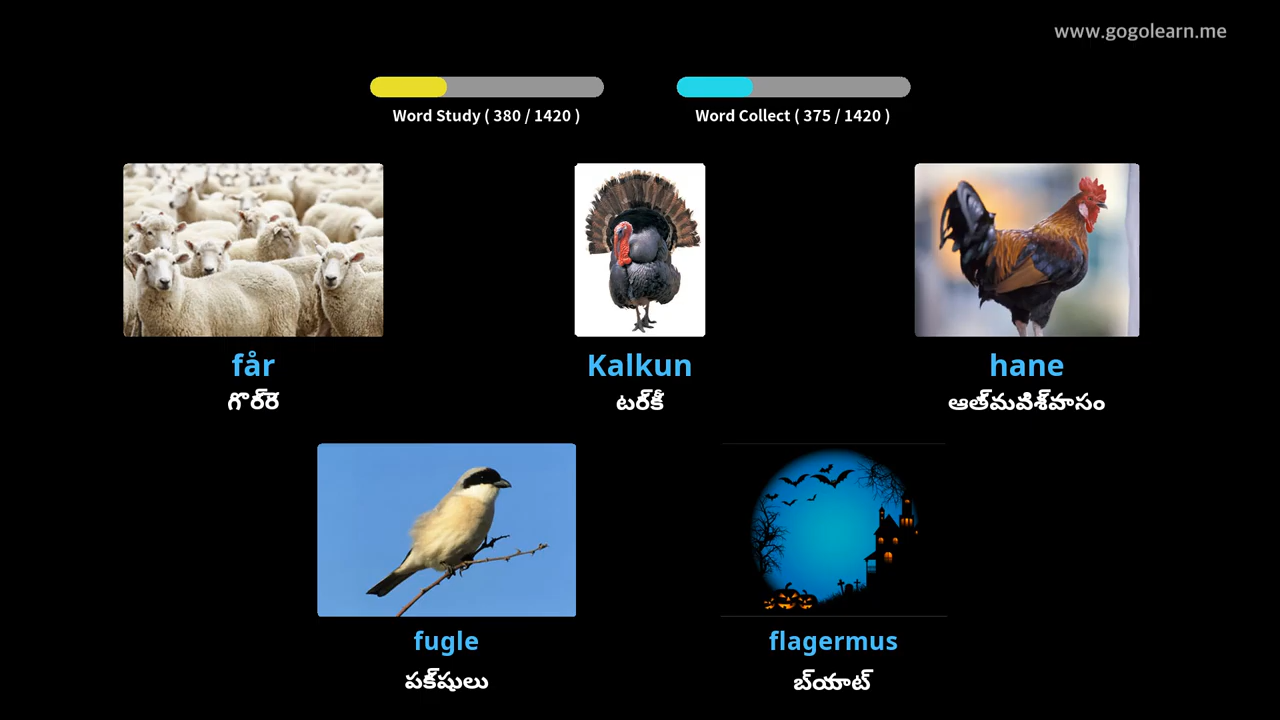 www.gogolearn.me
Word Study ( 380 / 1420 )
Word Collect ( 375 / 1420 )
får
గొర్రె
Kalkun
టర్కీ
hane
ఆత్మవిశ్వాసం
fugle
పక్షులు
flagermus
బ్యాట్